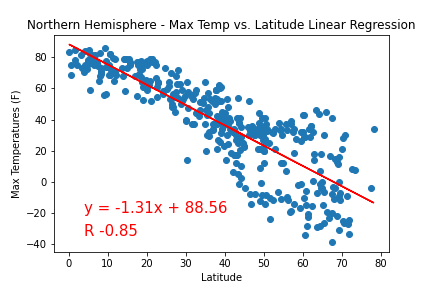 Northern Hemisphere - Max Temp vs. Latitude Linear Regression
Max Temperatures (F)
80
60
40
20
0
−20
−40
y = -1.31x + 88.56
R -0.85
0 10 20 30 40 50 60 70 80
Latitude